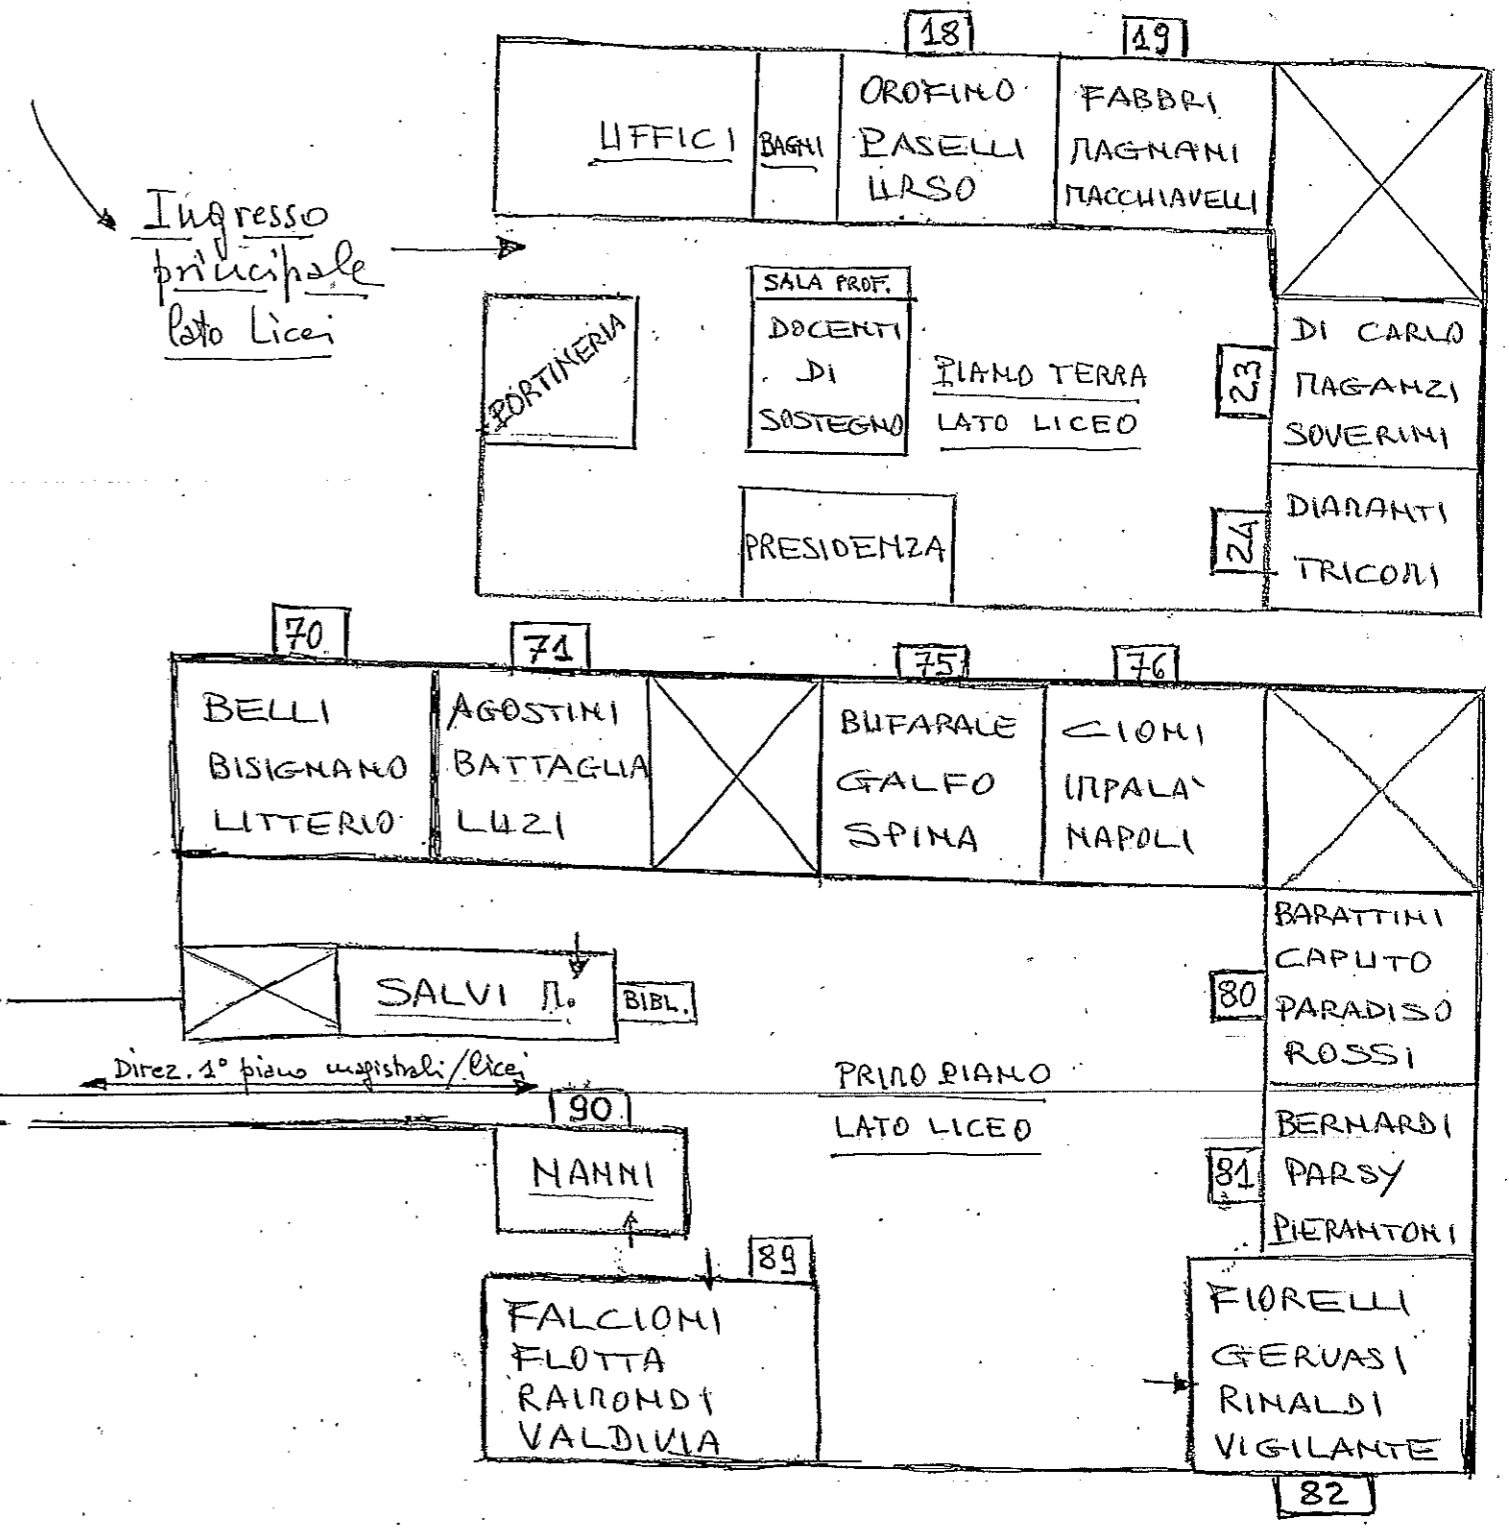 18
19
UFFICI
BAGNI
OROFINO
PASELLI
URSO
FABBRI
MAGNANI
MACCHIAVELLI
Ingresso
principale
lato Licei
PORTINERIA
SALA PROF.
DOCENTI
DI
SOSTEGNO
PIANO TERRA
LATO LICEO
23
DI CARLO
MAGANZI
SOVERINI
24
DIAMANTI
TRICOMI
PRESIDENZA
70
71
75
76
BELLI
BISIGNANO
LITTERIO
AGOSTINI
BATTAGLIA
LUZI
BUFARALE
GALFO
SPINA
CIONI
IMPALA'
NAPOLI
SALVI M.
BIBL.
80
BARATTINI
CAPUTO
PARADISO
ROSSI
Direz. 1° piano magistrali/licei
PRIMO PIANO
LATO LICEO
90
NANNI
81
BERNARDI
PARSY
PIERANTONI
89
FALCIONI
FLOTTA
RAIMONDI
VALDIVIA
FIORELLI
GERVASI
RINALDI
VIGILANTE
82